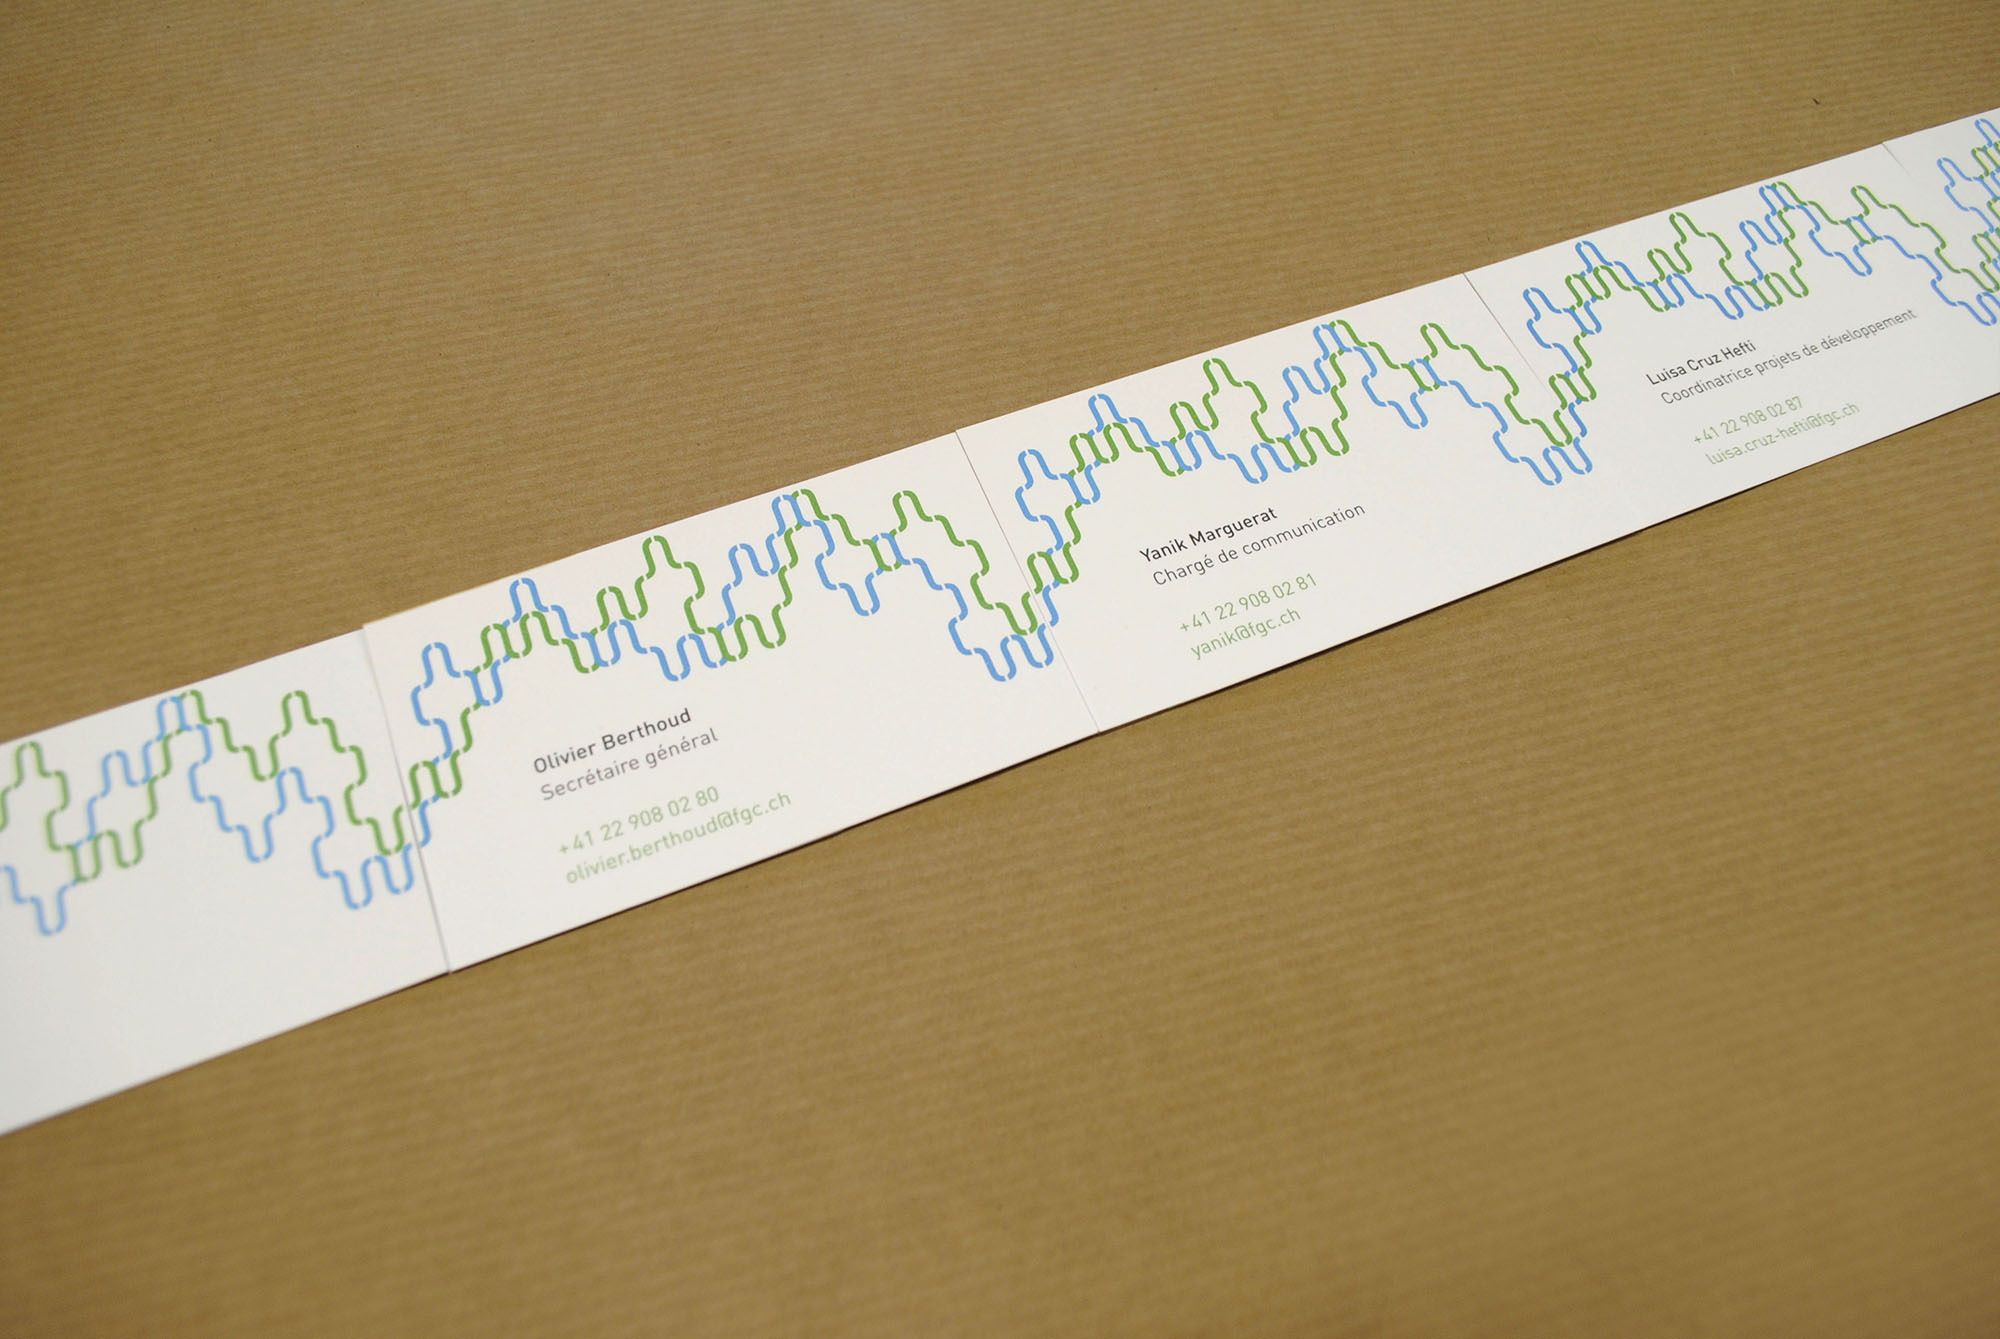 Olivier Berthoud
Secrétaire général
+41 22 908 02 80
olivier.berthoud@fgc.ch
Yanik Marguerat
Chargé de communication
+41 22 908 02 81
yanik@fgc.ch
Luisa Cruz Hefti
Coordinatrice projets de développement
+41 22 908 02 87
luisa.cruz-hefti@fgc.ch